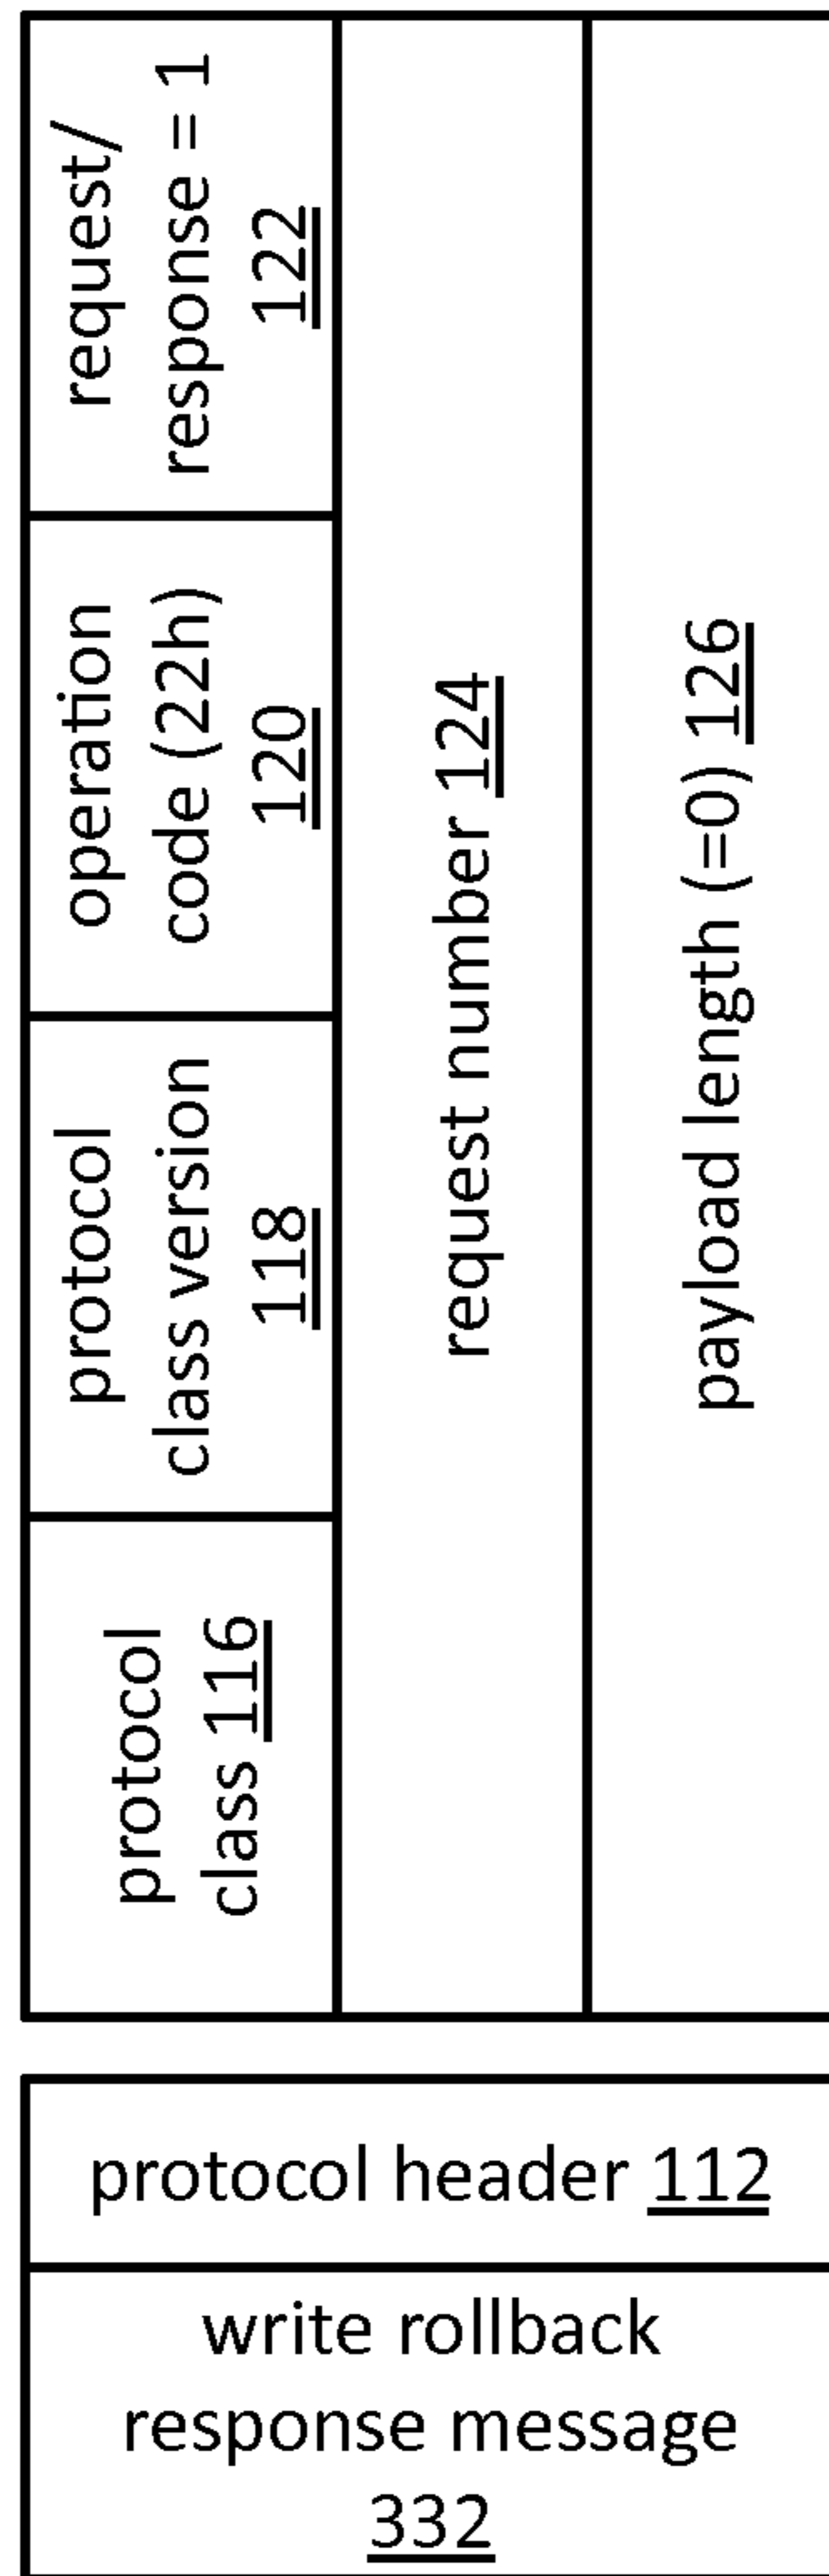 protocol
class 116
protocol
class version
118
operation
code (22h)
120
request/
response = 1
122
request number 124
payload length (=0) 126
protocol header 112
write rollback
response message
332